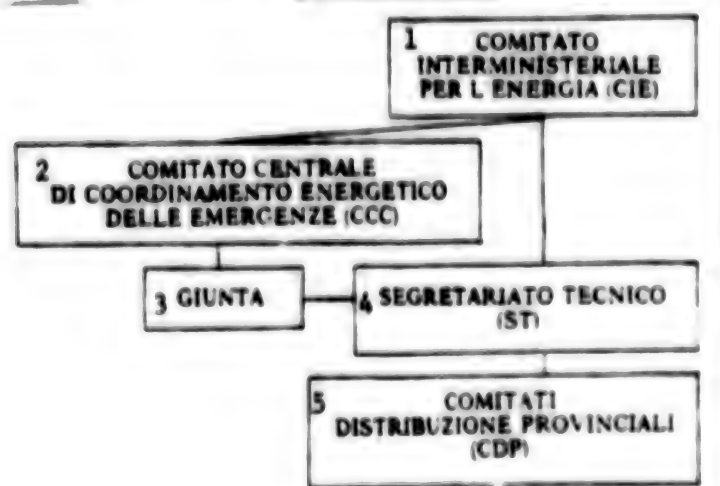 1 COMITATO
INTERMINISTERIALE
PER L ENERGIA (CIE)
2 COMITATO CENTRALE
DI COORDINAMENTO ENERGETICO
DELLE EMERGENZE (CCC)
3 GIUNTA
4 SEGRETARIATO TECNICO
(ST)
5 COMITATI
DISTRIBUZIONE PROVINCIALI
(CDP)